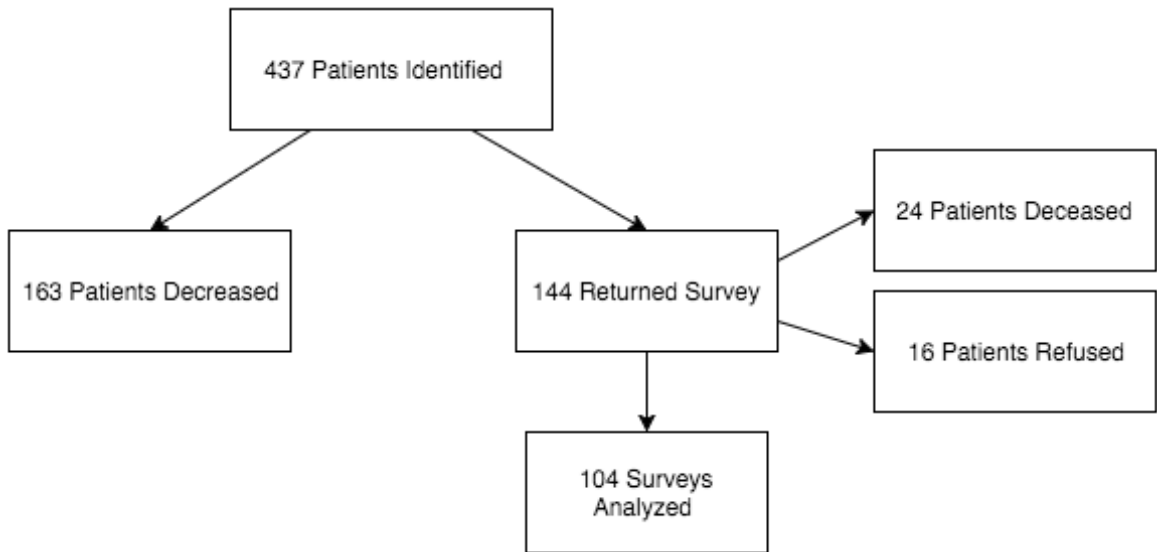 437 Patients Identified
163 Patients Decreased
144 Returned Survey
24 Patients Deceased
16 Patients Refused
104 Surveys
Analyzed